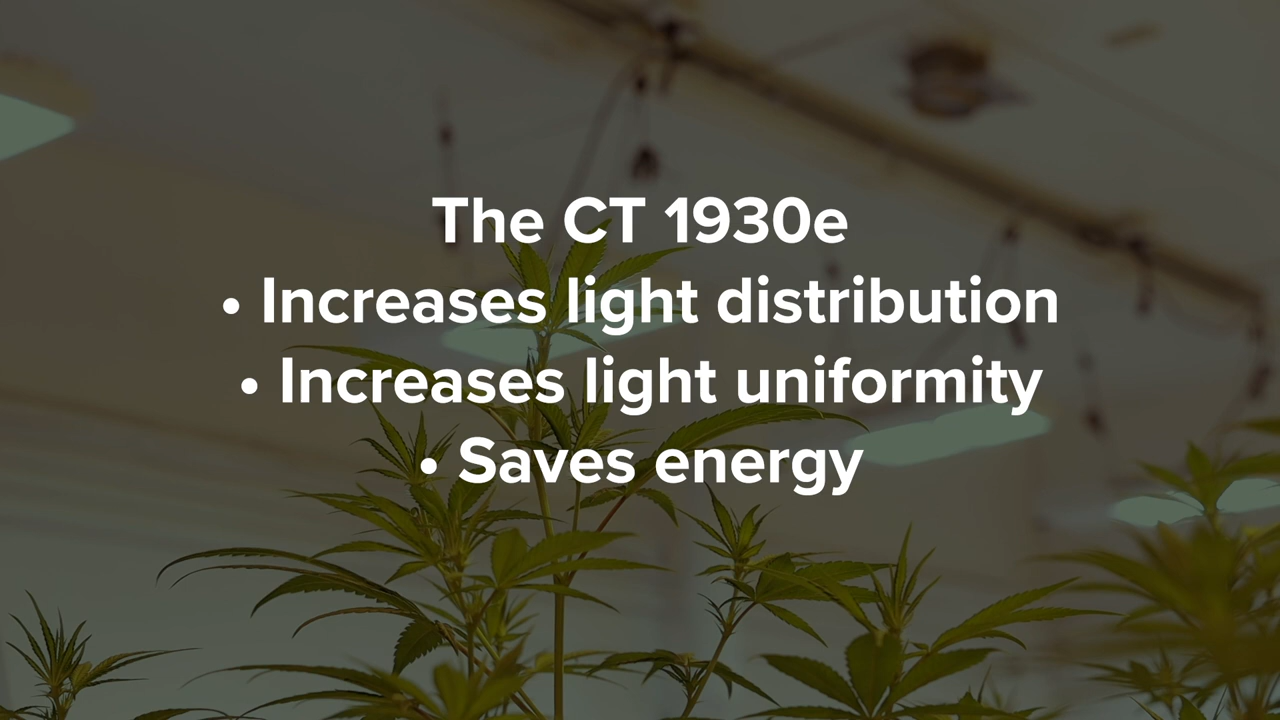 The CT 1930e
• Increases light distribution
• Increases light uniformity
• Saves energy